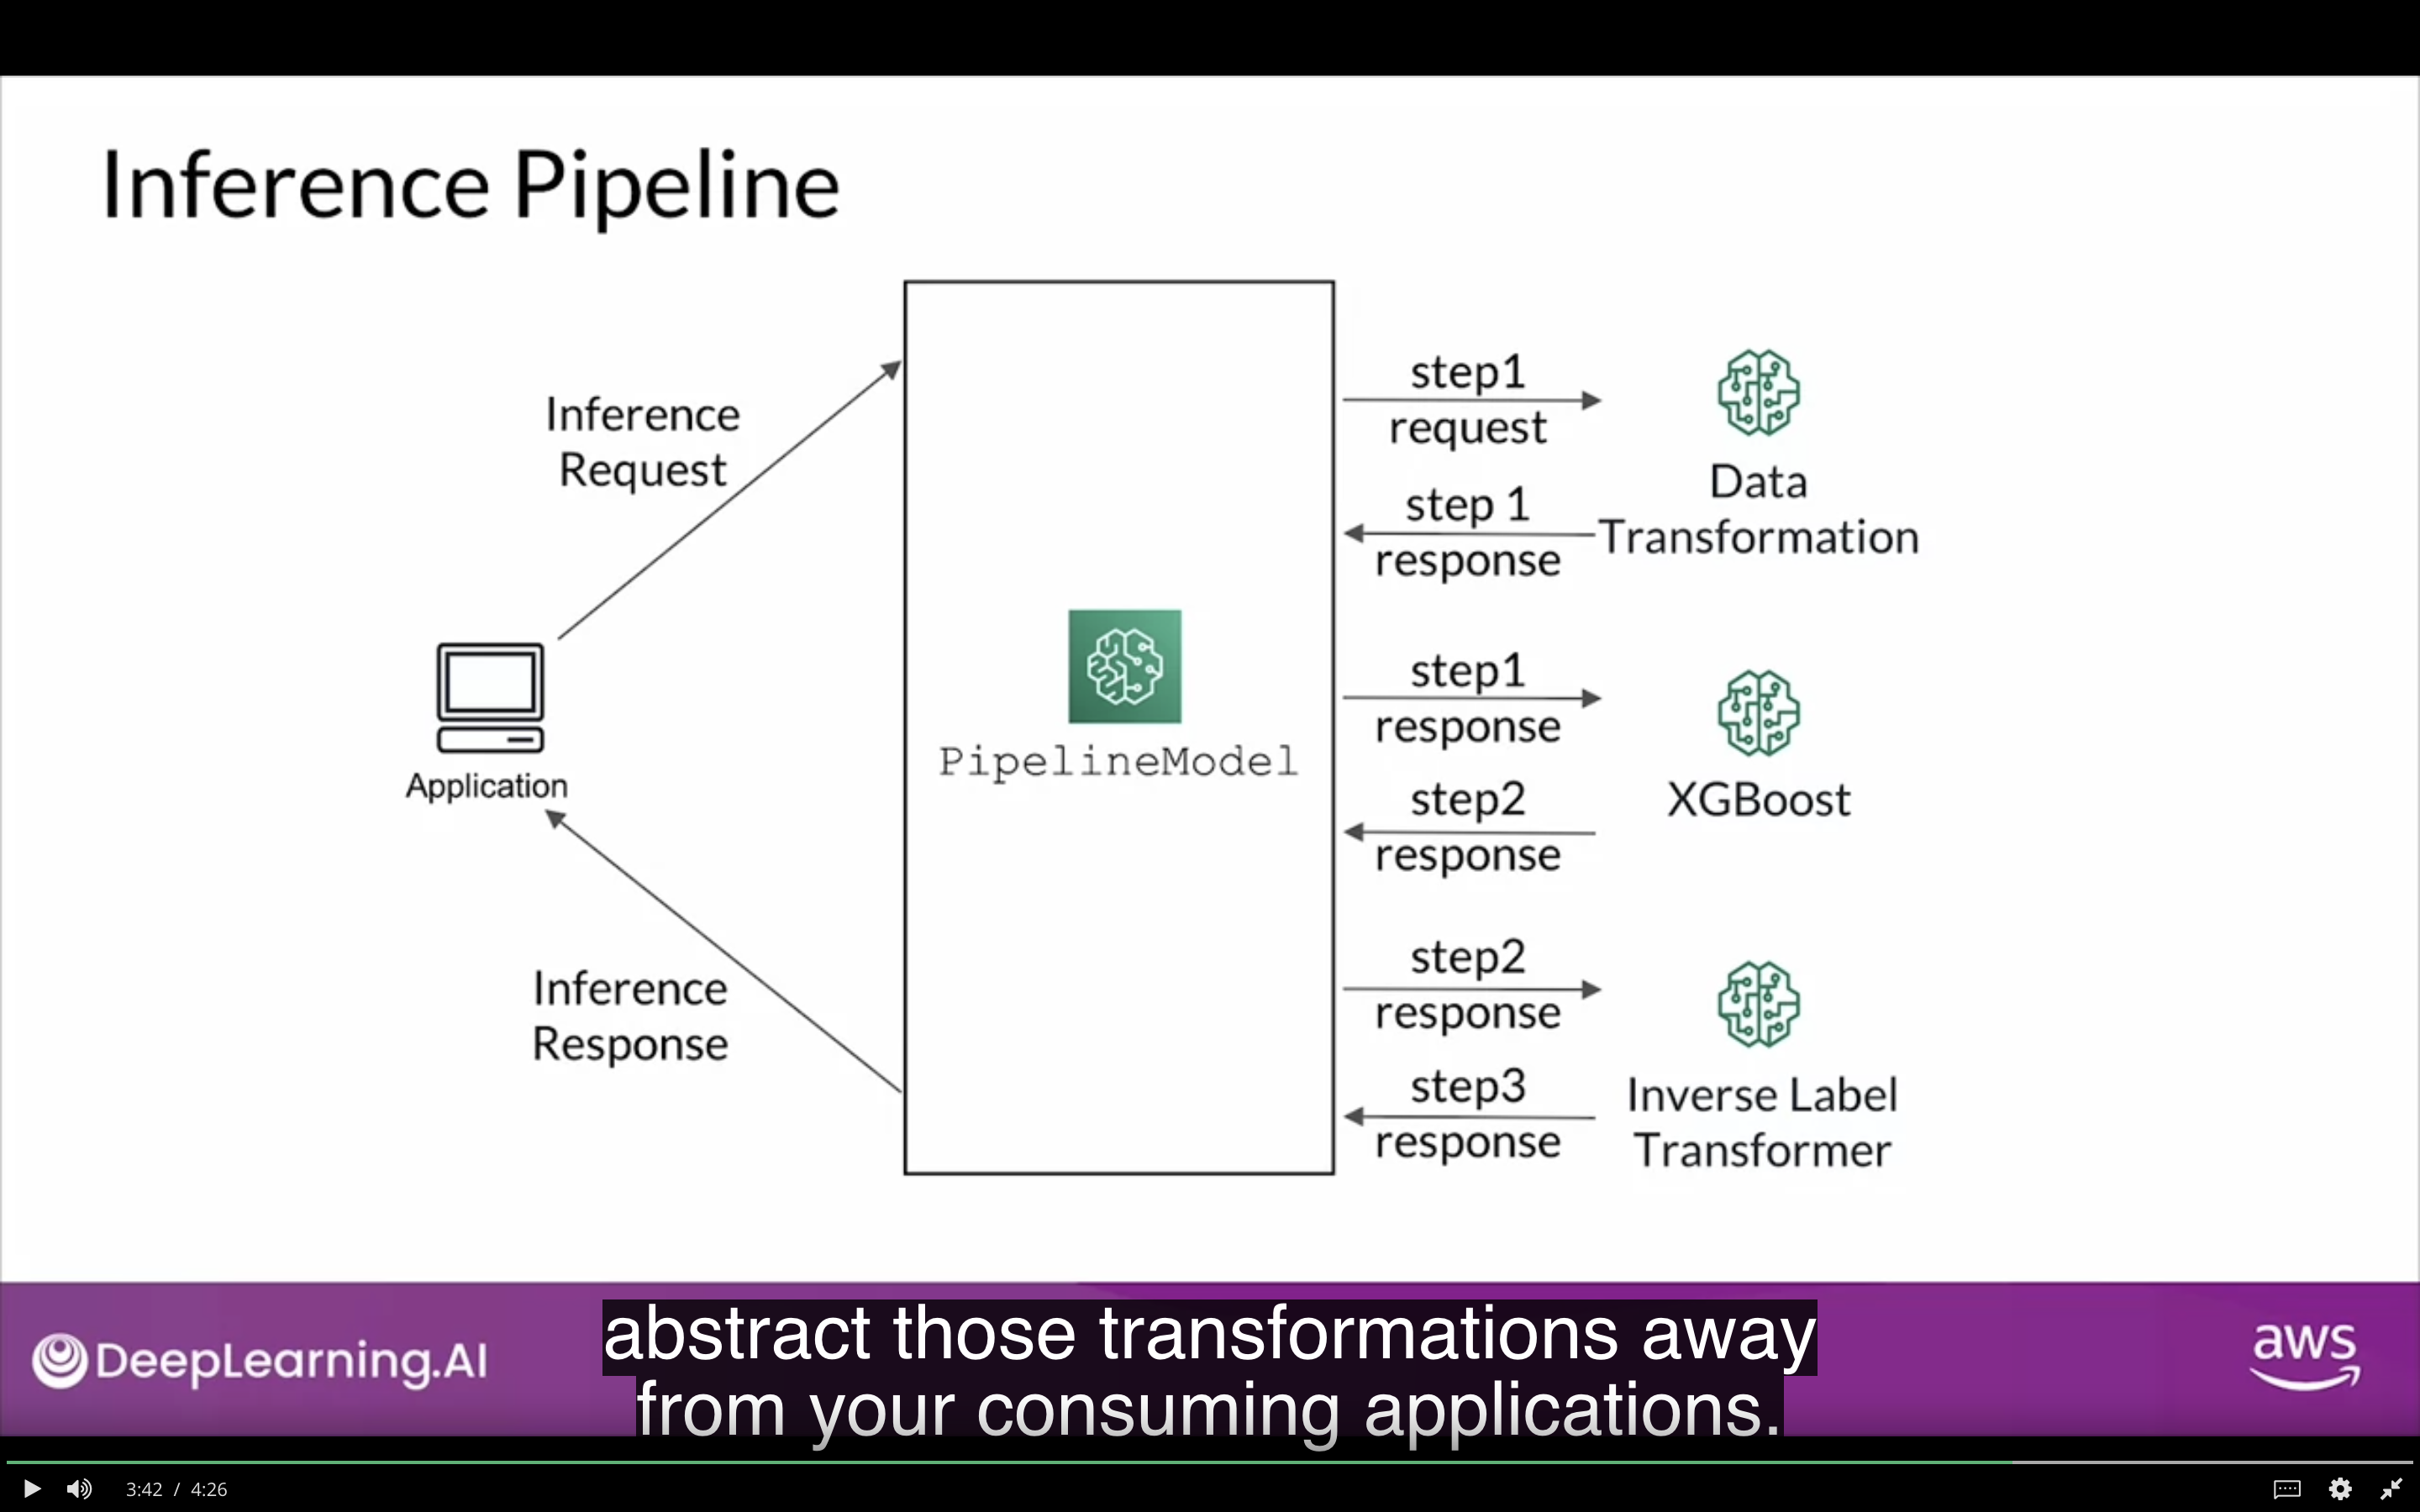 Inference Pipeline
Inference
Request
Application
Inference
Response
PipelineModel
step1
request
step 1
response
Data
Transformation
step1
response
step2
response
XGBoost
step2
response
step3
response
Inverse Label
Transformer
DeepLearning.AI
abstract those transformations away
from your consuming applications.
aws
3:42 / 4:26